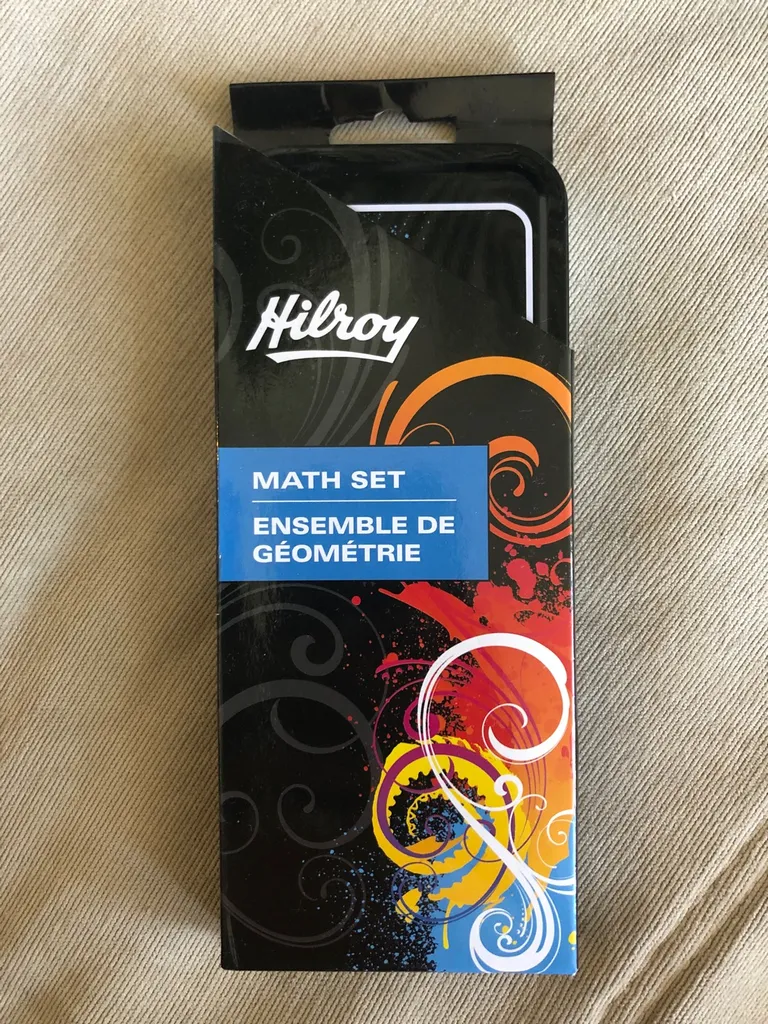 Hilroy
MATH SET
ENSEMBLE DE
GÉOMÉTRIE